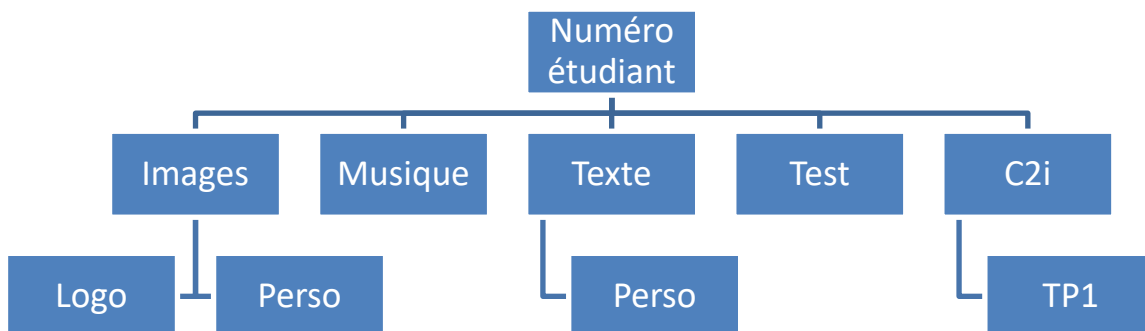 Numéro
étudiant
Images
Musique
Texte
Test
C2i
Logo
Perso
Perso
TP1